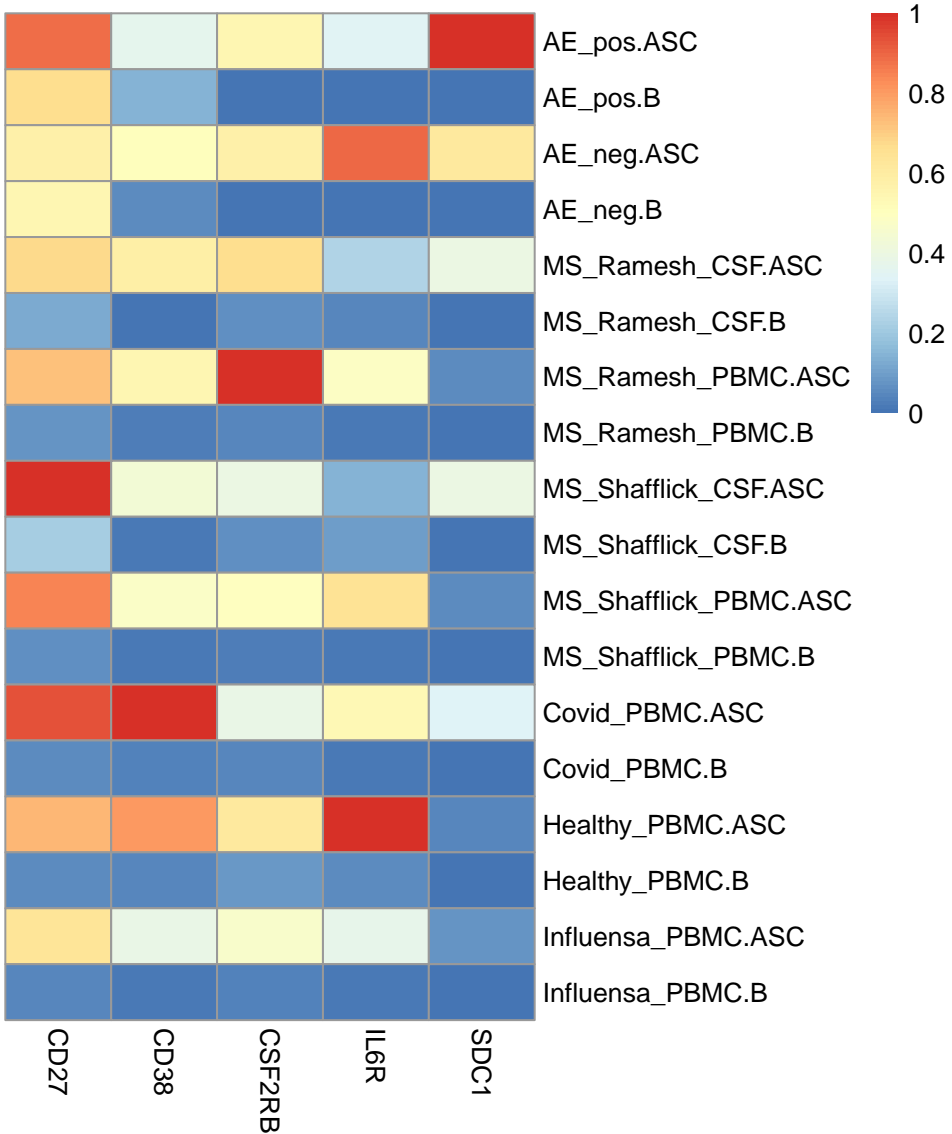 1
0.8
0.6
0.4
0.2
0
AE_pos.ASC
AE_pos.B
AE_neg.ASC
AE_neg.B
MS_Ramesh_CSF.ASC
MS_Ramesh_CSF.B
MS_Ramesh_PBMC.ASC
MS_Ramesh_PBMC.B
MS_Shafflick_CSF.ASC
MS_Shafflick_CSF.B
MS_Shafflick_PBMC.ASC
MS_Shafflick_PBMC.B
Covid_PBMC.ASC
Covid_PBMC.B
Healthy_PBMC.ASC
Healthy_PBMC.B
Influensa_PBMC.ASC
Influensa_PBMC.B
CD27
CD38
CSF2RB
IL6R
SDC1